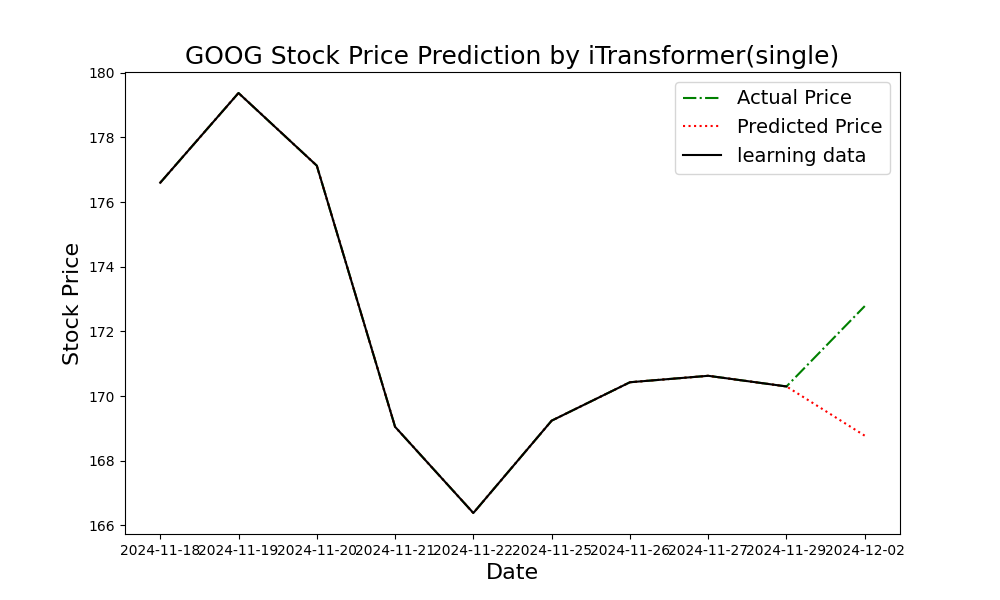 GOOG Stock Price Prediction by iTransformer(single)
Actual Price
Predicted Price
learning data
Stock Price
180
178
176
174
172
170
168
166
2024-11-18 2024-11-19 2024-11-20 2024-11-21 2024-11-22 2024-11-25 2024-11-26 2024-11-27 2024-11-29 2024-12-02
Date